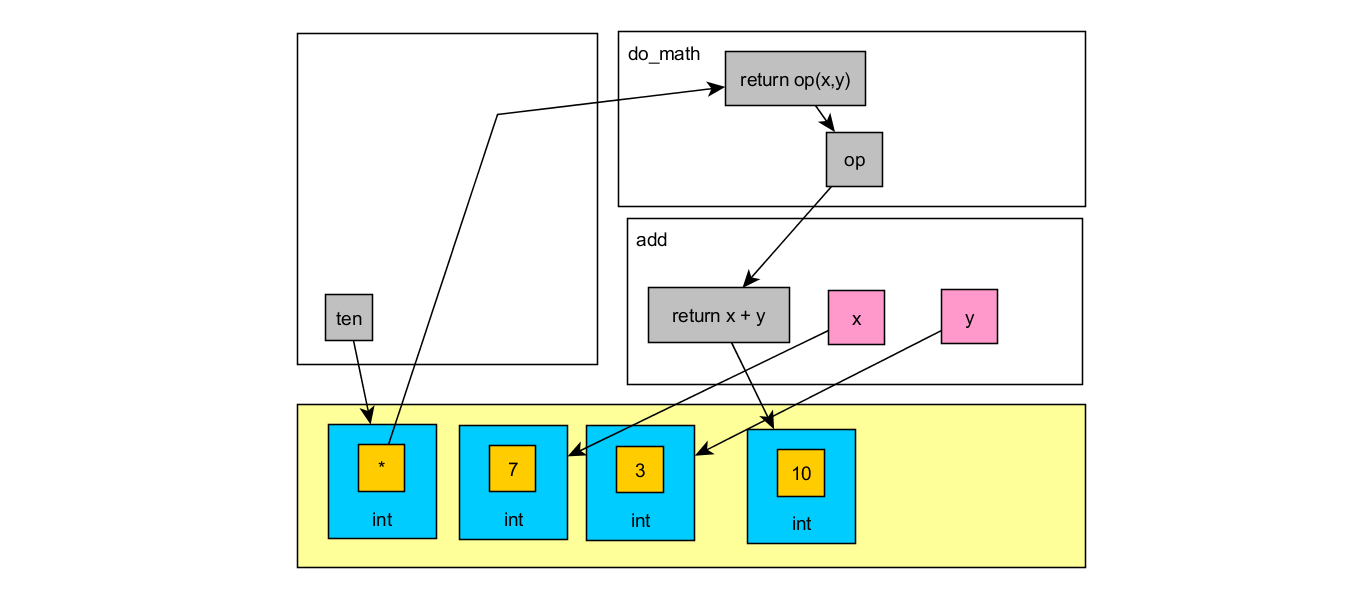 do_math
return op(x,y)
op
add
ten
return x + y
x
y
*
7
3
10
int
int
int
int